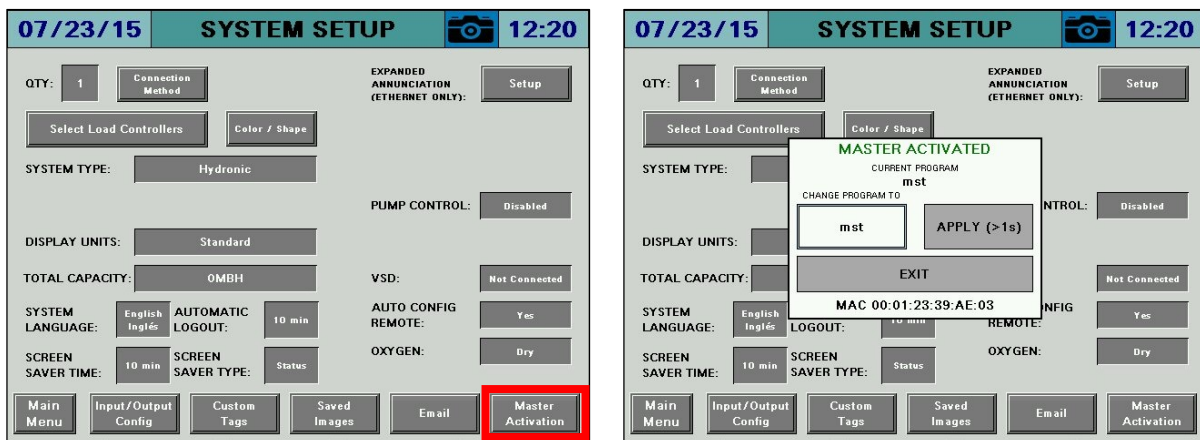 07/23/15 SYSTEM SETUP 12:20
QTY: 1 Connection
Method
EXPANDED
ANNUNCIATION
(ETHERNET ONLY):
Setup
Select Load Controllers Color / Shape
SYSTEM TYPE: Hydronic
PUMP CONTROL: Disabled
DISPLAY UNITS: Standard
TOTAL CAPACITY: 0MBH VSD: Not Connected
SYSTEM
LANGUAGE:
English
Inglés
AUTOMATIC
LOGOUT:
10 min
AUTO CONFIG
REMOTE:
Yes
SCREEN
SAVER TIME:
10 min
SCREEN
SAVER TYPE:
Status
OXYGEN: Dry
Main
Menu
Input/Output
Config
Custom
Tags
Saved
Images
Email
Master
Activation
07/23/15 SYSTEM SETUP 12:20
QTY: 1 Connection
Method
EXPANDED
ANNUNCIATION
(ETHERNET ONLY):
Setup
Select Load Controllers Color / Shape
MASTER ACTIVATED
CURRENT PROGRAM
mst
CHANGE PROGRAM TO
mst APPLY (>1s)
EXIT
MAC 00:01:23:39:AE:03
SYSTEM TYPE:
NTROL: Disabled
DISPLAY UNITS:
TOTAL CAPACITY: Not Connected
SYSTEM
LANGUAGE:
English
Inglés
LOGOUT:
10 min
NFIG
REMOTE:
Yes
SCREEN
SAVER TIME:
10 min
SCREEN
SAVER TYPE:
Status
OXYGEN: Dry
Main
Menu
Input/Output
Config
Custom
Tags
Saved
Images
Email
Master
Activation